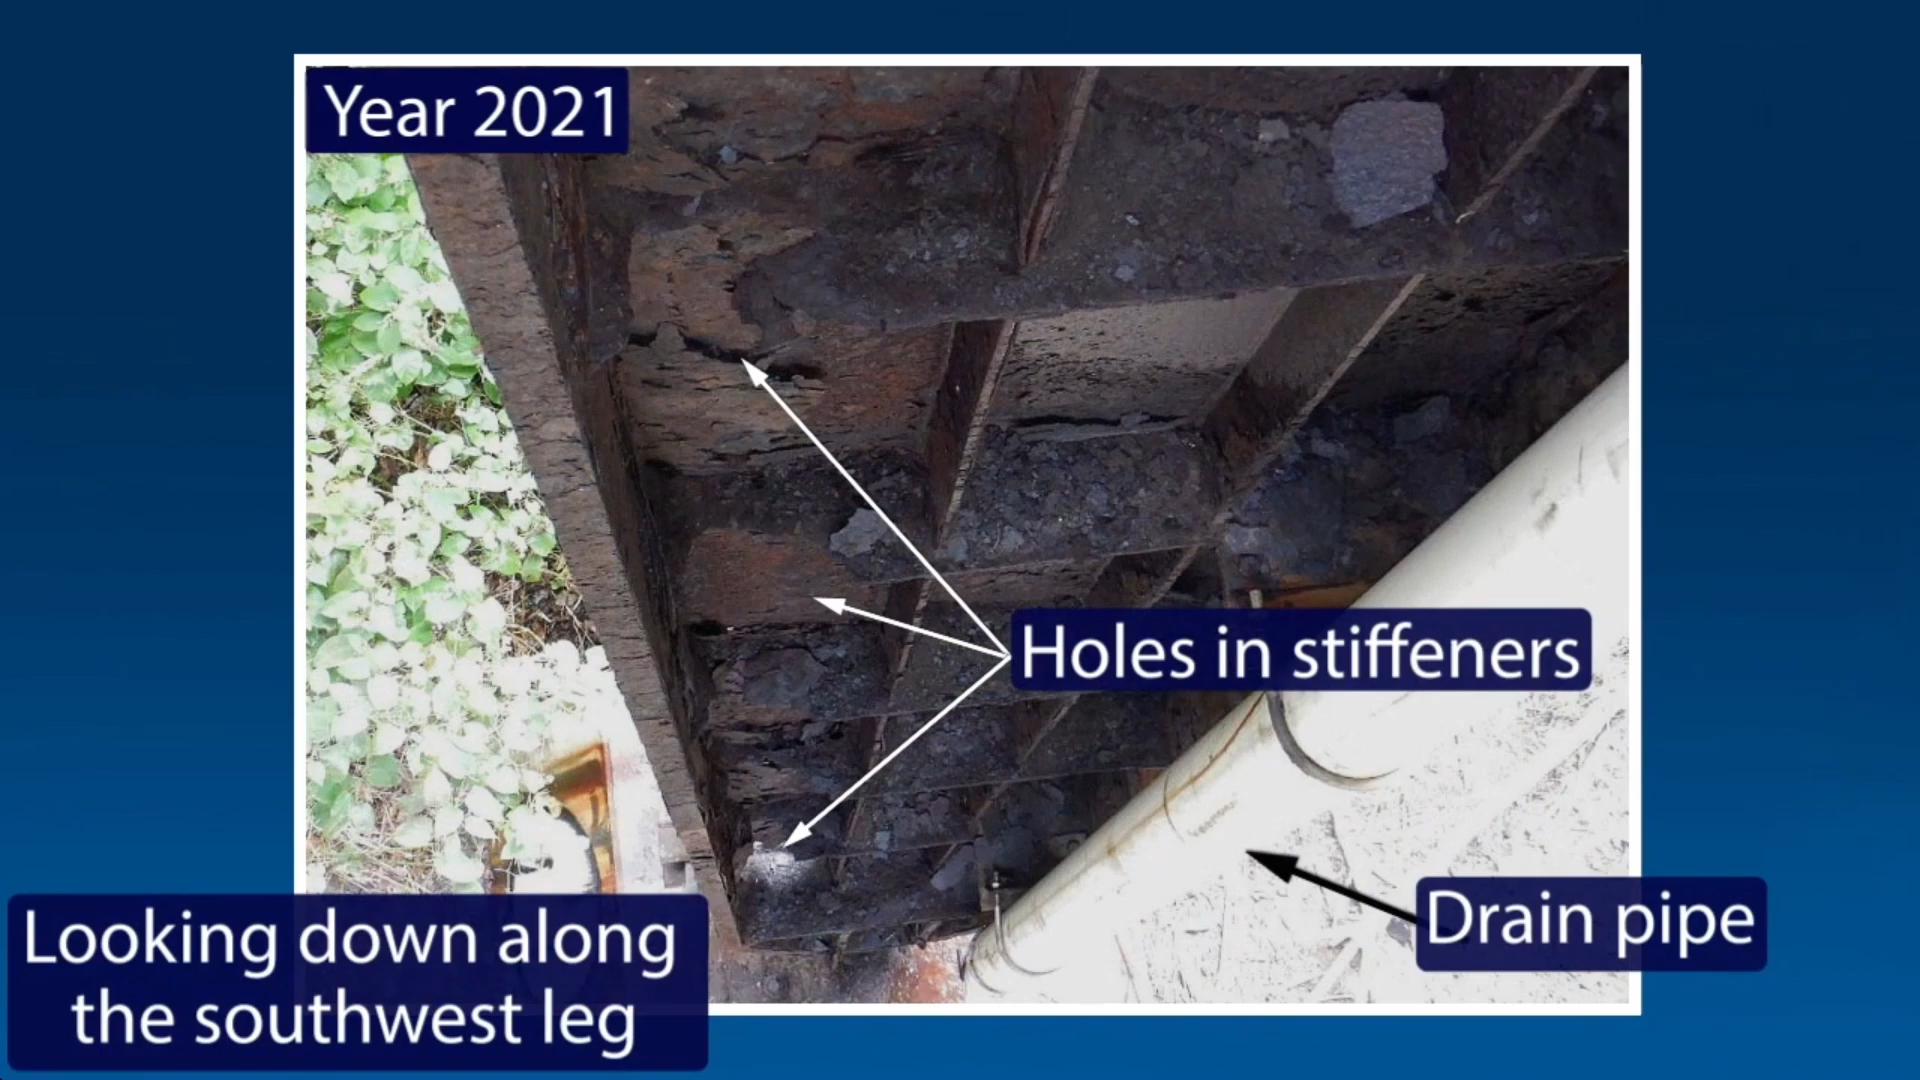 Year 2021
Holes in stiffeners
Drain pipe
Looking down along
the southwest leg